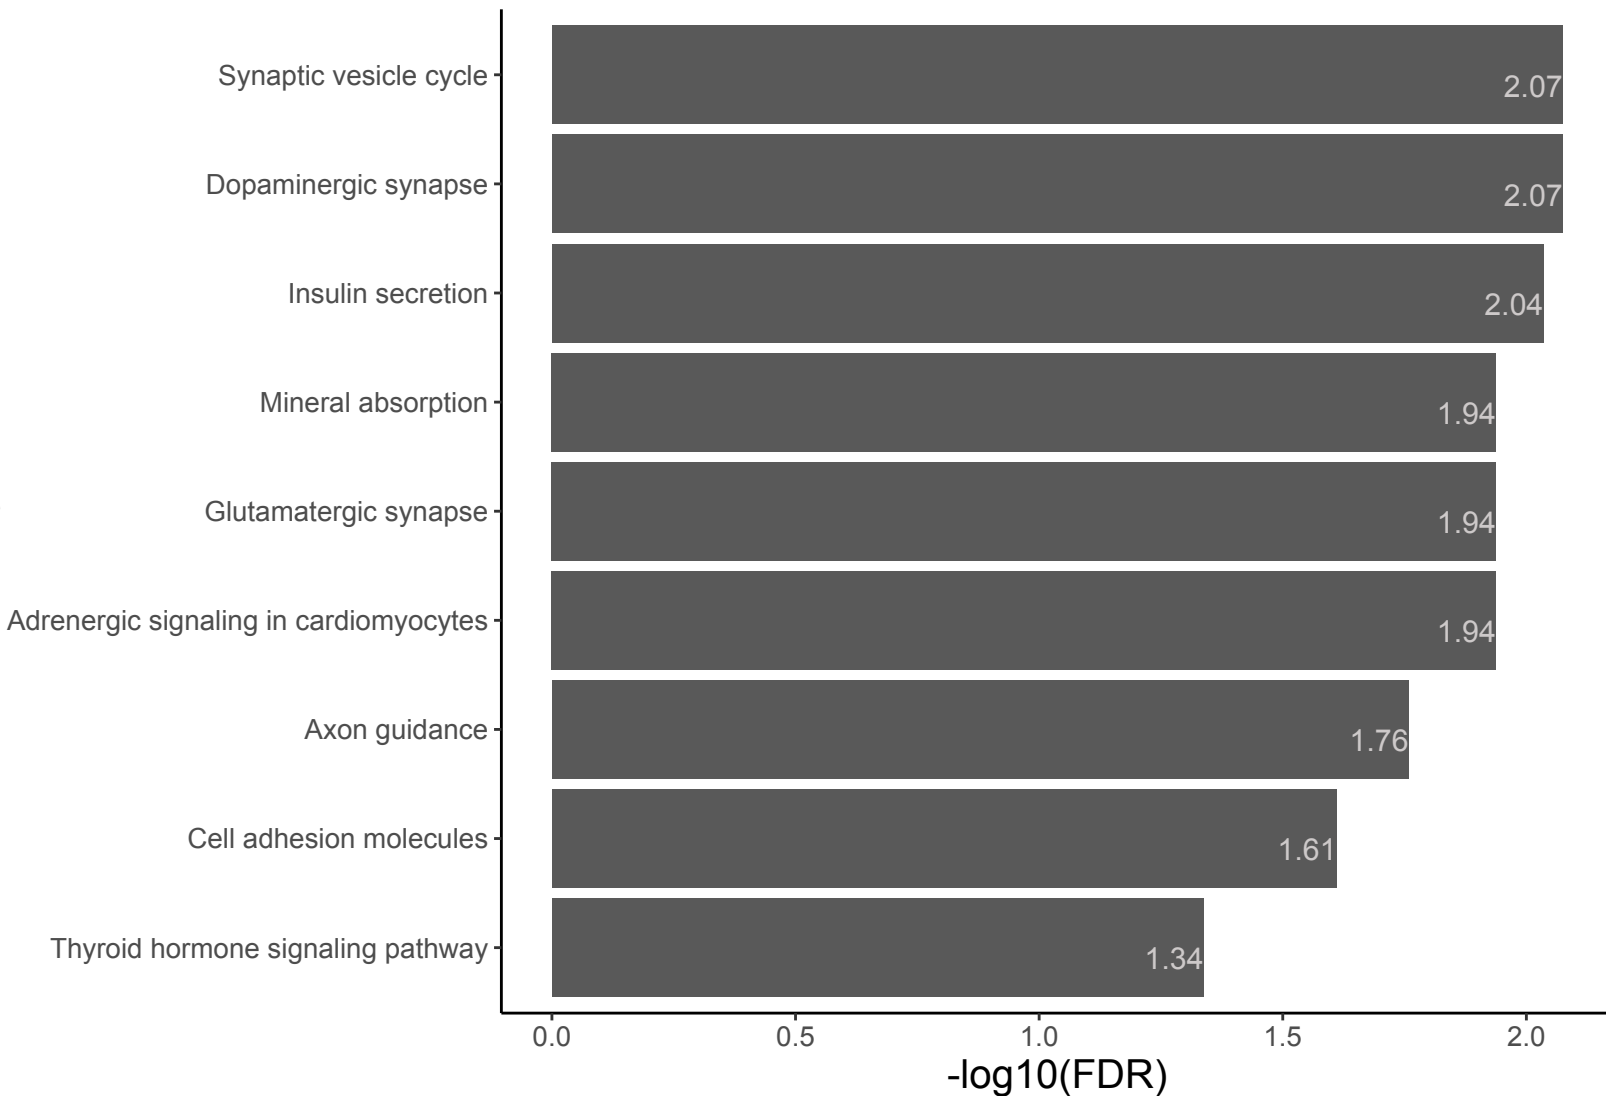 Synaptic vesicle cycle 2.07
Dopaminergic synapse 2.07
Insulin secretion 2.04
Mineral absorption 1.94
Glutamatergic synapse 1.94
Adrenergic signaling in cardiomyocytes 1.94
Axon guidance 1.76
Cell adhesion molecules 1.61
Thyroid hormone signaling pathway 1.34
0.0 0.5 1.0 1.5 2.0
-log10(FDR)